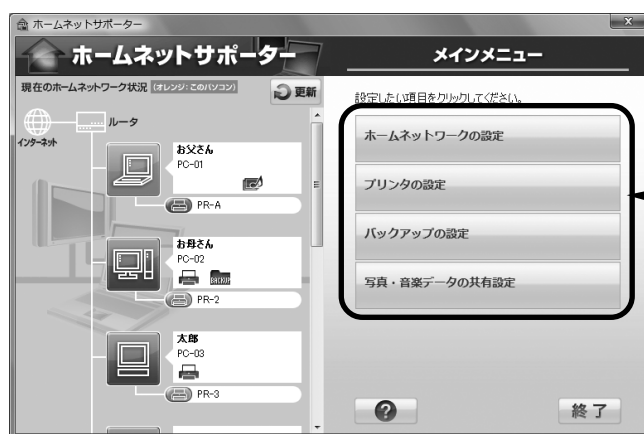 ホームネットサポーター
ホームネットサポーター
メインメニュー
現在のホームネットワーク状況 (オレンジ:このパソコン)
更新
インターネット
ルータ
お父さん
PC-01
PR-A
お母さん
PC-02
BACKUP
PR-2
太郎
PC-03
PR-3
設定したい項目をクリックしてください。
ホームネットワークの設定
プリンタの設定
バックアップの設定
写真・音楽データの共有設定
?
終了